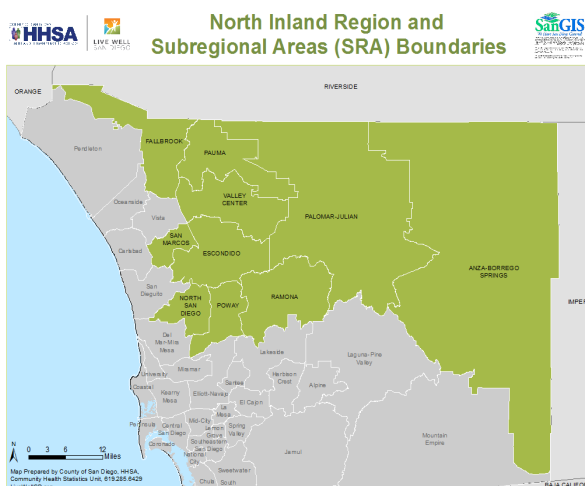 HHSA
LIVE WELL
SAN DIEGO
North Inland Region and
Subregional Areas (SRA) Boundaries
SanGIS
ORANGE
RIVERSIDE
Pendleton
FALLBROOK
PAUMA
VALLEY
CENTER
PALOMAR-JULIAN
Oceanside
Vista
SAN
MARCOS
ESCONDIDO
Carlsbad
ANZA-BORREGO
SPRINGS
San
Dieguito
NORTH
SAN
DIEGO
POWAY
RAMONA
IMPER
Del
Mar-Mira
Mesa
Lakeside
Laguna-Pine
Valley
University
Miramar
Coastal
Kearny
Mesa
Elliott-Navajo
Santee
Harbison
Crest
Alpine
El Cajon
La
Mesa
Peninsula
Central
San Diego
Mid-City
Lemon
Grove
Spring
Valley
Coronado
Southeastern
San Diego
National
City
Jamul
Mountain
Empire
Sweetwater
Chula
South
N
0 3 6 12
Miles
Map Prepared by County of San Diego, HHSA,
Community Health Statistics Unit, 619.285.6429